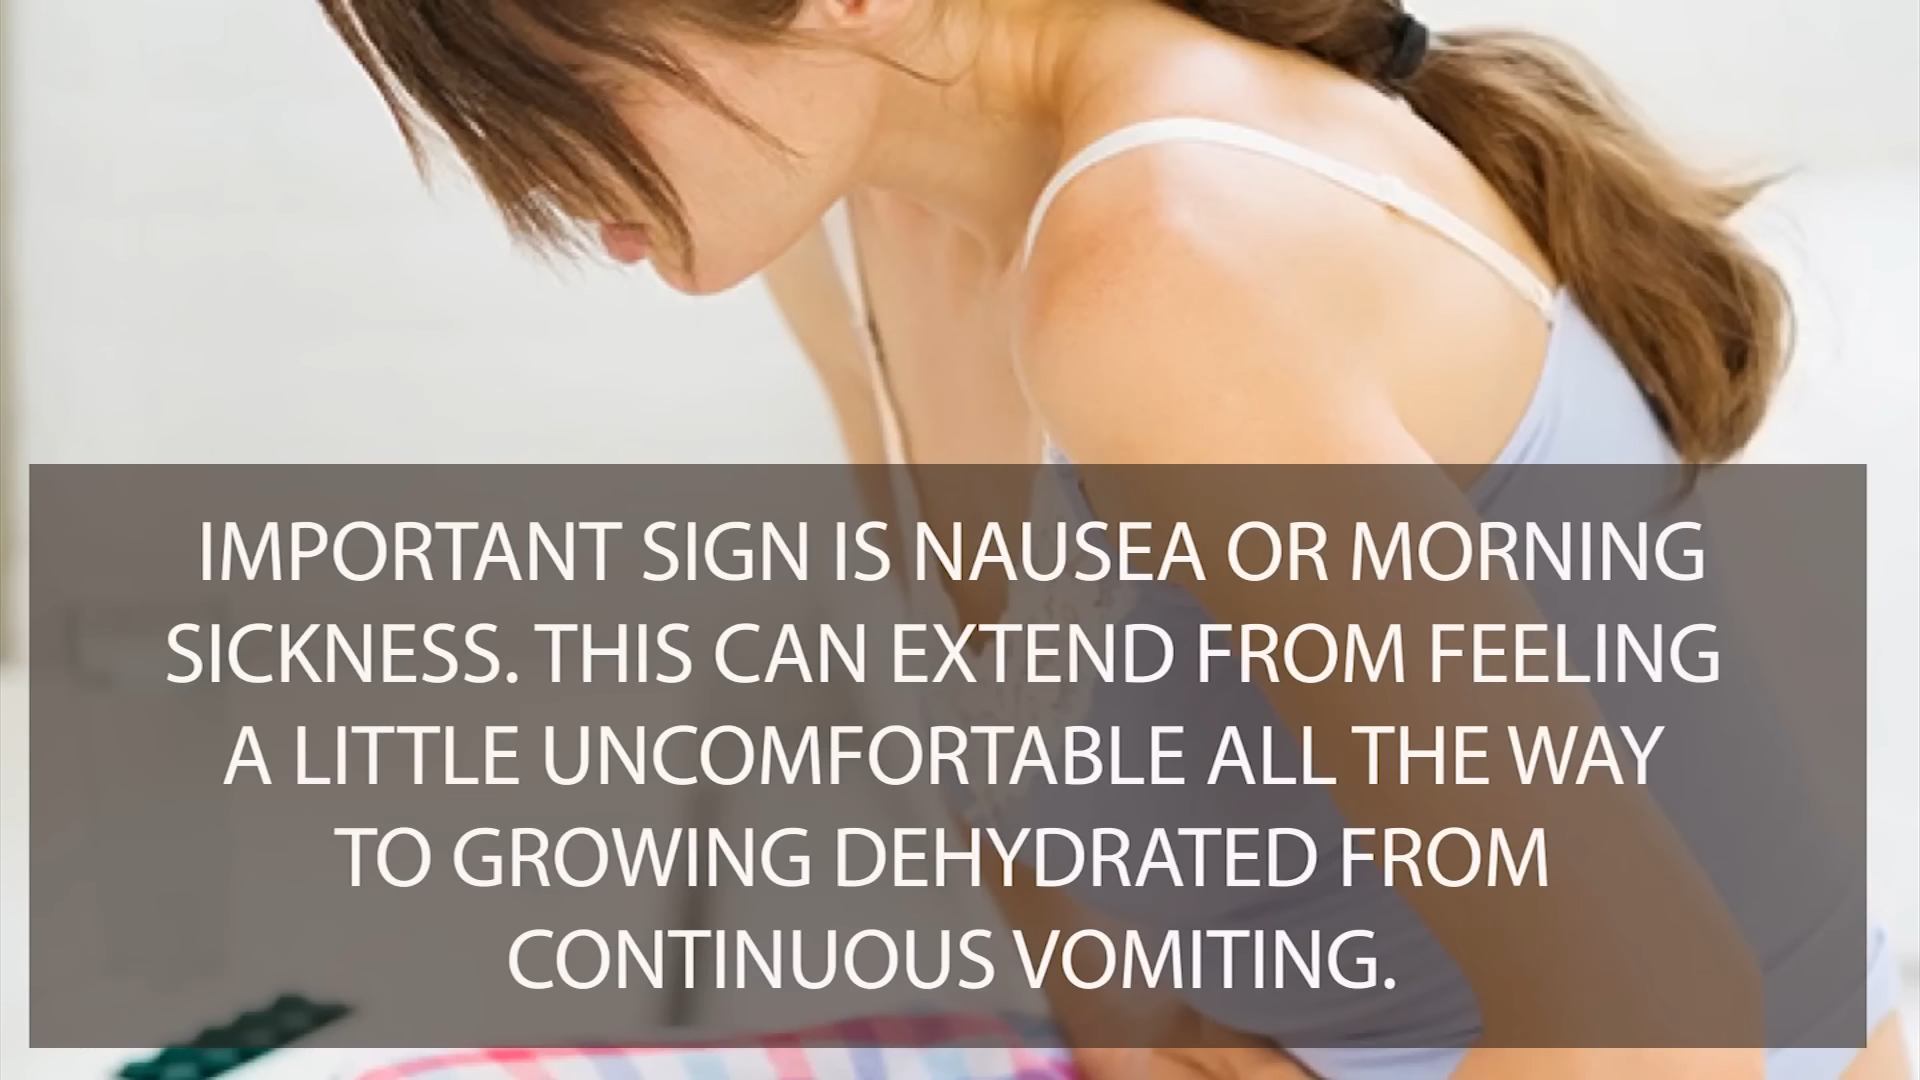 IMPORTANT SIGN IS NAUSEA OR MORNING
SICKNESS. THIS CAN EXTEND FROM FEELING
A LITTLE UNCOMFORTABLE ALL THE WAY
TO GROWING DEHYDRATED FROM
CONTINUOUS VOMITING.